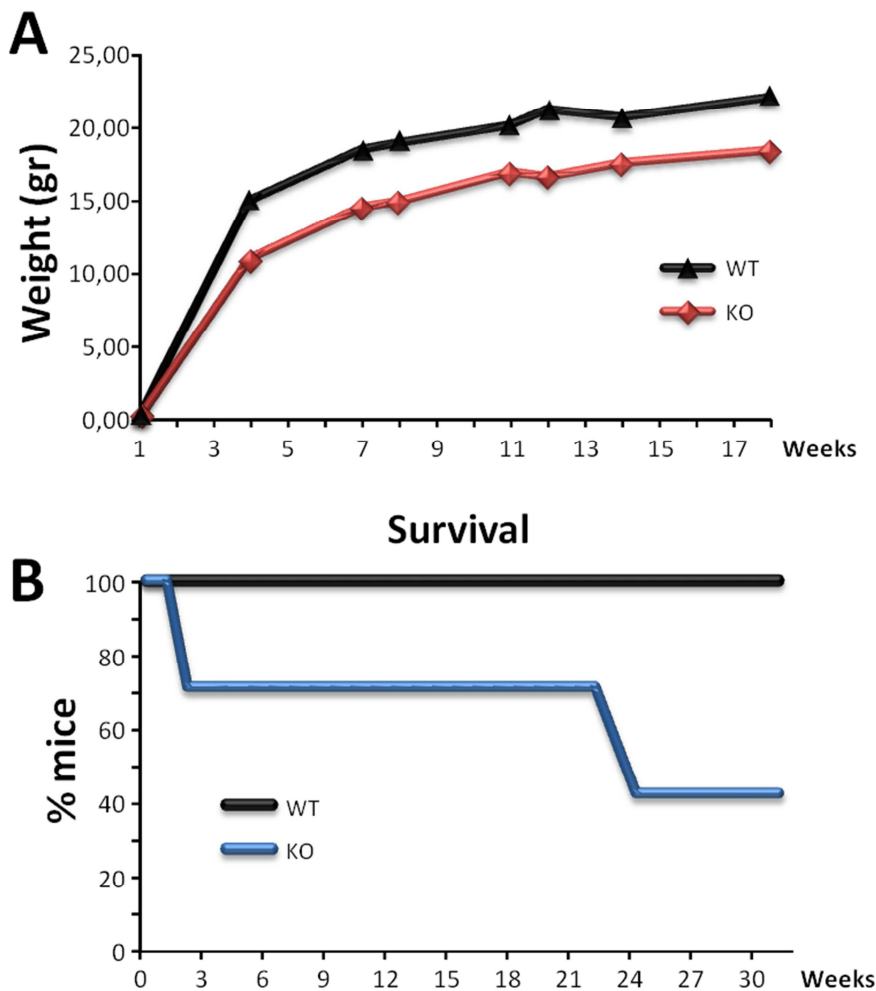 A
Weight (gr)
25,00
20,00
15,00
10,00
5,00
0,00
WT
KO
1 3 5 7 9 11 13 15 17 Weeks
Survival
B
% mice
100
80
60
40
20
0
WT
KO
0 3 6 9 12 15 18 21 24 27 30 Weeks